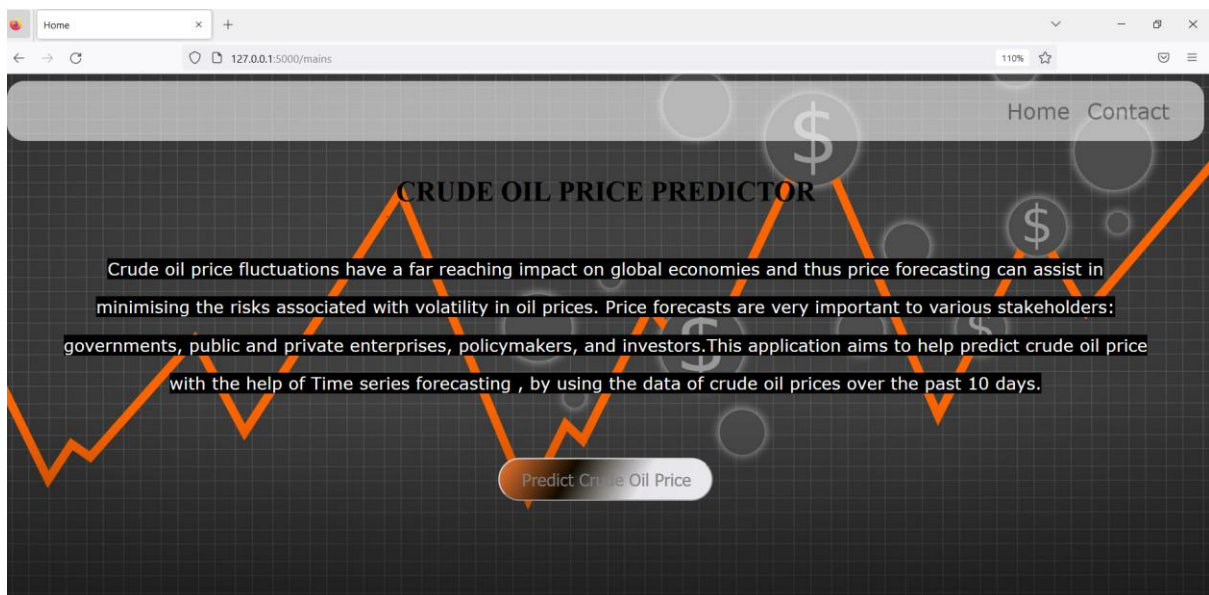 Home
127.0.0.1:5000/mains
110%
Home Contact
$
CRUDE OIL PRICE PREDICTOR
$
Crude oil price fluctuations have a far reaching impact on global economies and thus price forecasting can assist in
minimising the risks associated with volatility in oil prices. Price forecasts are very important to various stakeholders:
$
$
governments, public and private enterprises, policymakers, and investors.This application aims to help predict crude oil price
with the help of Time series forecasting , by using the data of crude oil prices over the past 10 days.
Predict Crude Oil Price